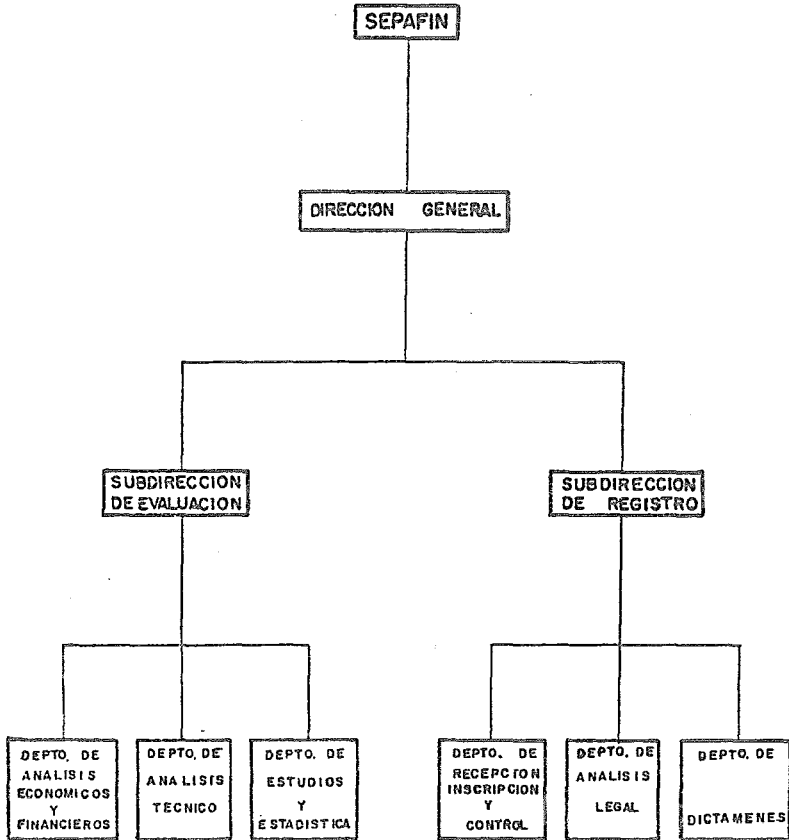 SEPAFIN
DIRECCION GENERAL
SUBDIRECCION
DE EVALUACION
SUBDIRECCION
DE REGISTRO
DEPTO. DE
ANALISIS
ECONOMICOS
Y
FINANCIEROS
DEPTO. DE
ANALISIS
TECNICO
DEPTO. DE
ESTUDIOS
Y
ESTADISTICA
DEPTO. DE
RECEPCION
INSCRIPCION
Y
CONTROL
DEPTO. DE
ANALISIS
LEGAL
DEPTO. DE
DICTAMENES